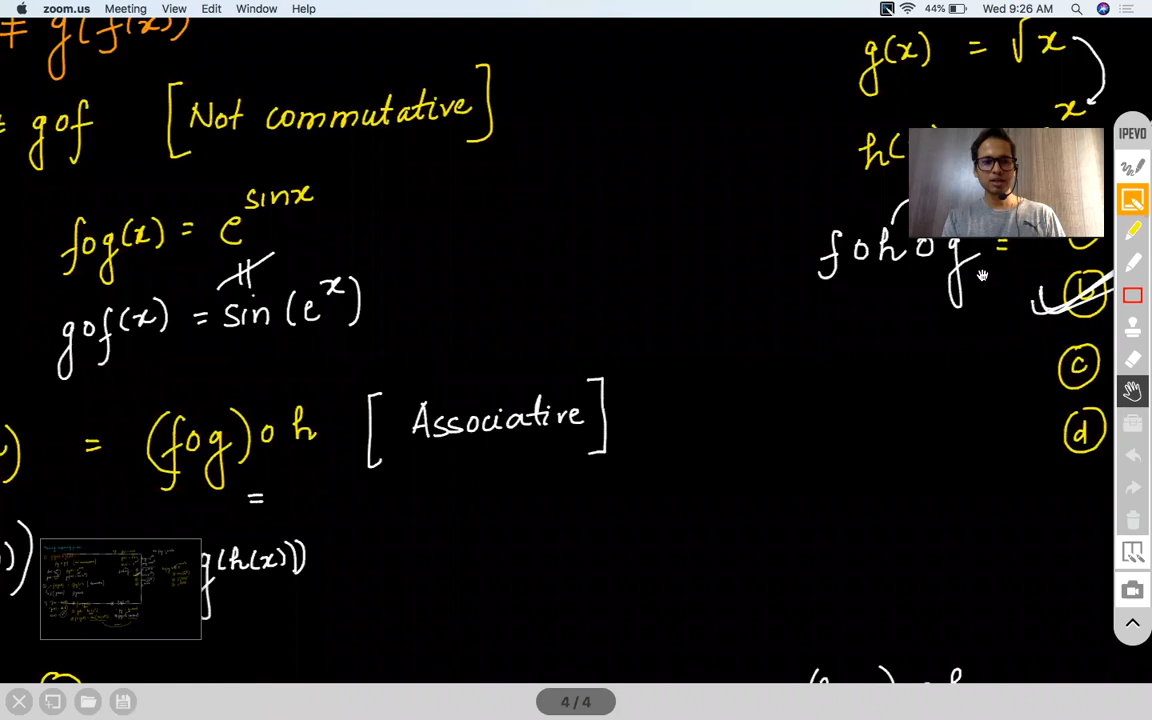 zoom.us Meeting View Edit Window Help 44% Wed 9:26 AM
≠ g(f(x))
g(x) = √x
≠ gof [Not commutative]
x
IPEVO
h(
fog(x) = e^sinx
fohog =
gof(x) = sin(e^x)
b
c
= (fog)oh [Associative]
d
=
g(h(x))
4 / 4